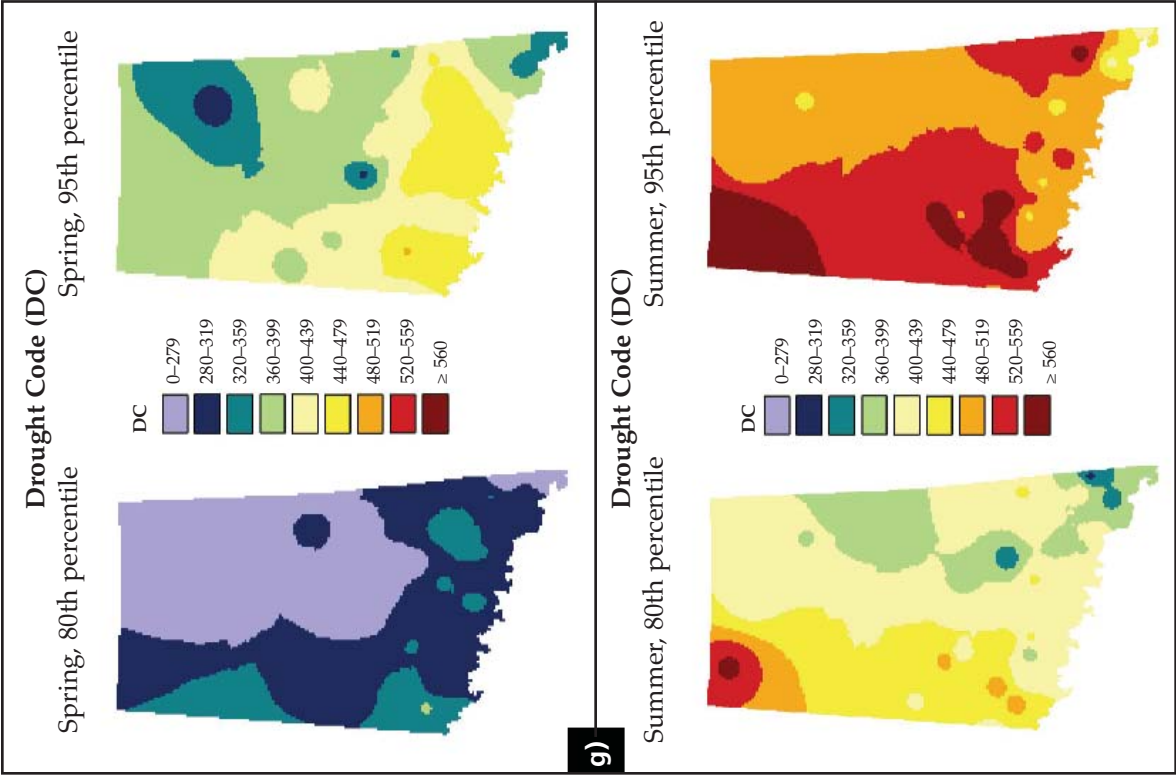 Drought Code (DC)
Spring, 80th percentile
Spring, 95th percentile
DC
0–279
280–319
320–359
360–399
400–439
440–479
480–519
520–559
≥ 560
g)
Drought Code (DC)
Summer, 80th percentile
Summer, 95th percentile
DC
0–279
280–319
320–359
360–399
400–439
440–479
480–519
520–559
≥ 560